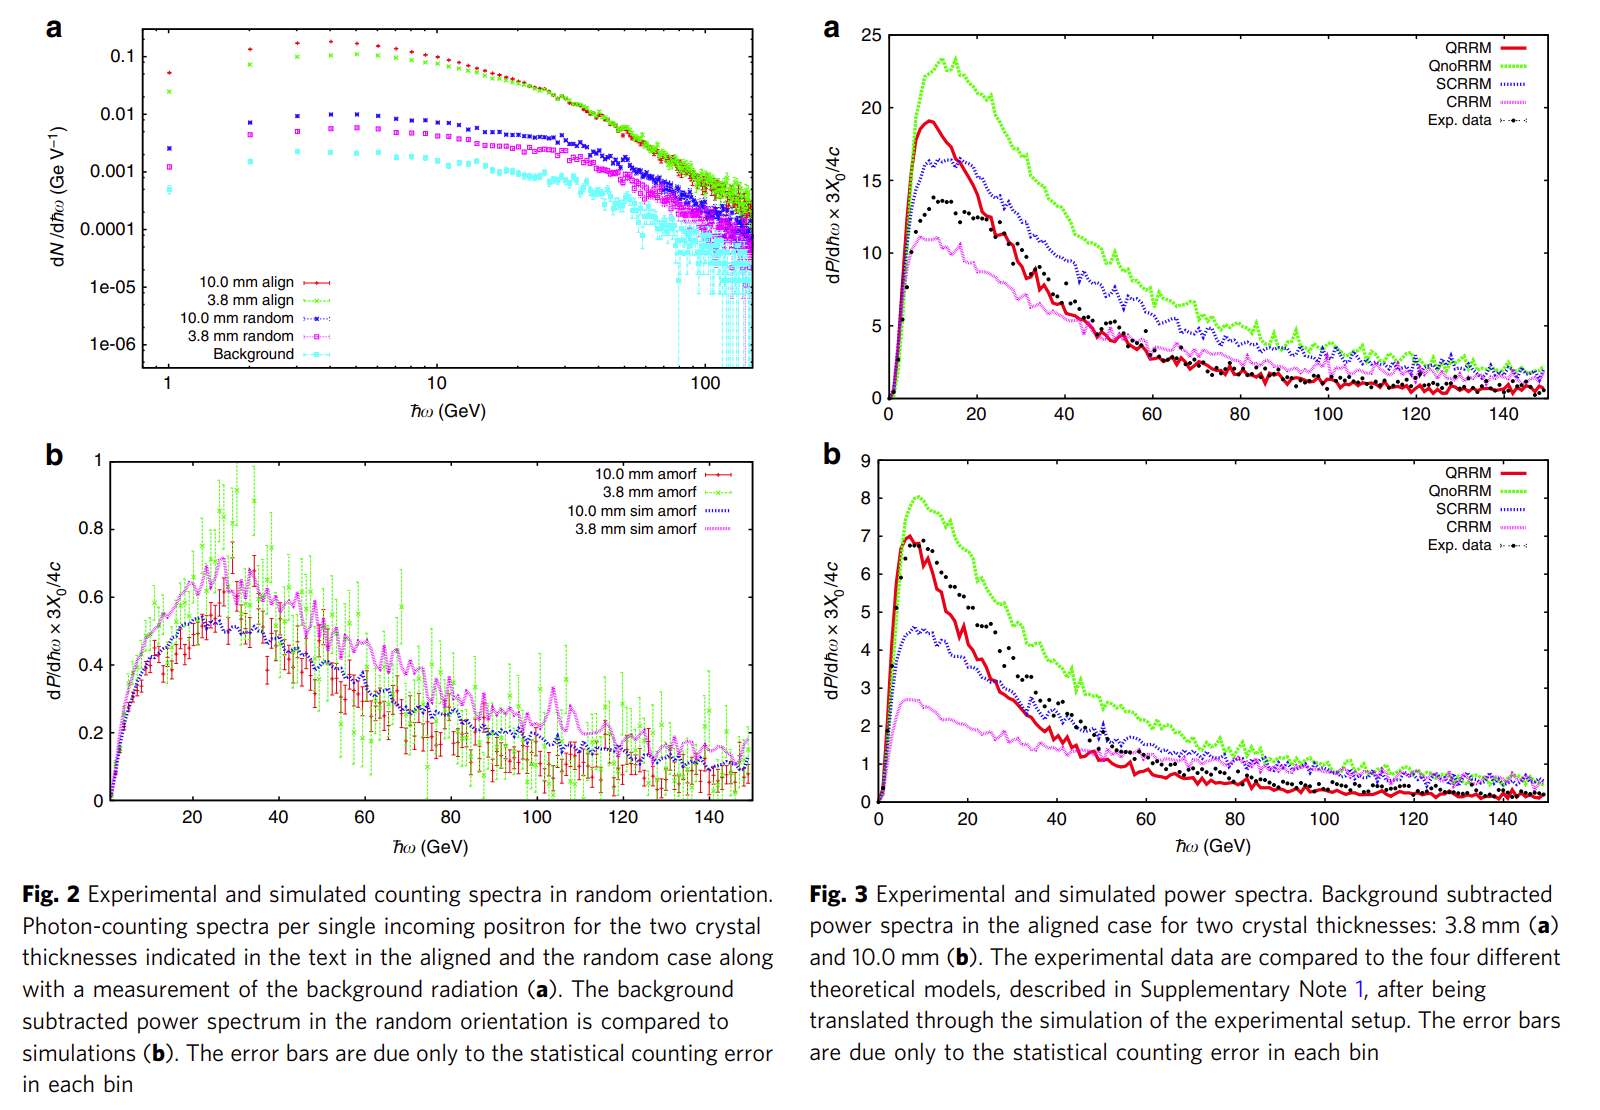 a
0.1
0.01
0.001
0.0001
1e-05
1e-06
dN/dℏω (Ge V⁻¹)
10.0 mm align
3.8 mm align
10.0 mm random
3.8 mm random
Background
1 10 100
ℏω (GeV)
b
1
0.8
0.6
0.4
0.2
0
dP/dℏω × 3X₀/4c
10.0 mm amorf
3.8 mm amorf
10.0 mm sim amorf
3.8 mm sim amorf
20 40 60 80 100 120 140
ℏω (GeV)
Fig. 2 Experimental and simulated counting spectra in random orientation.
Photon-counting spectra per single incoming positron for the two crystal
thicknesses indicated in the text in the aligned and the random case along
with a measurement of the background radiation (a). The background
subtracted power spectrum in the random orientation is compared to
simulations (b). The error bars are due only to the statistical counting error
in each bin
a
25
20
15
10
5
0
dP/dℏω × 3X₀/4c
QRRM
QnoRRM
SCRRM
CRRM
Exp. data
0 20 40 60 80 100 120 140
b
9
8
7
6
5
4
3
2
1
0
dP/dℏω × 3X₀/4c
QRRM
QnoRRM
SCRRM
CRRM
Exp. data
0 20 40 60 80 100 120 140
ℏω (GeV)
Fig. 3 Experimental and simulated power spectra. Background subtracted
power spectra in the aligned case for two crystal thicknesses: 3.8 mm (a)
and 10.0 mm (b). The experimental data are compared to the four different
theoretical models, described in Supplementary Note 1, after being
translated through the simulation of the experimental setup. The error bars
are due only to the statistical counting error in each bin